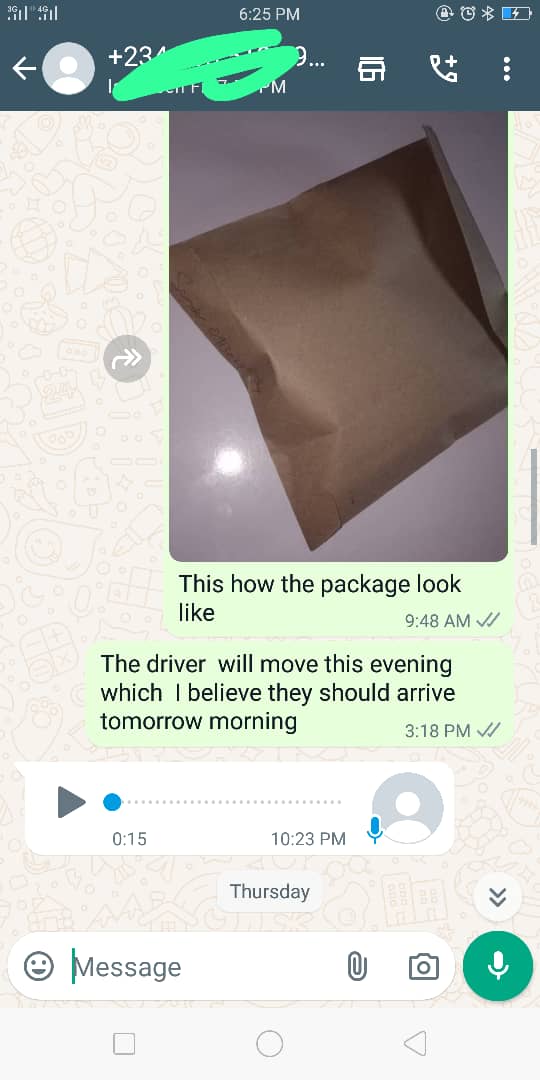 3G 4G
6:25 PM
+234
9...
PM
This how the package look
like
9:48 AM
The driver will move this evening
which I believe they should arrive
tomorrow morning
3:18 PM
0:15
10:23 PM
Thursday
Message